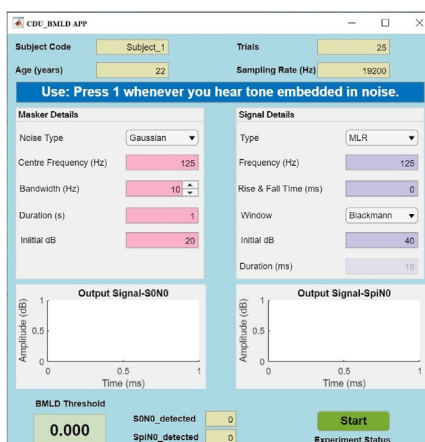 CDU_BMLD APP
Subject Code Subject_1 Trials 25
Age (years) 22 Sampling Rate (Hz) 19200
Use: Press 1 whenever you hear tone embedded in noise.
Masker Details
Noise Type Gaussian
Centre Frequency (Hz) 125
Bandwidth (Hz) 10
Duration (s) 1
Initial dB 20
Signal Details
Type MLR
Frequency (Hz) 125
Rise & Fall Time (ms) 0
Window Blackmann
Initial dB 40
Duration (ms) 16
Output Signal-S0N0
Amplitude (dB)
1
0.5
0
0 0.5 1
Time (ms)
Output Signal-SpiN0
Amplitude (dB)
1
0.5
0
0 0.5 1
Time (ms)
BMLD Threshold
0.000
S0N0_detected 0
SpiN0_detected 0
Start
Experiment Status